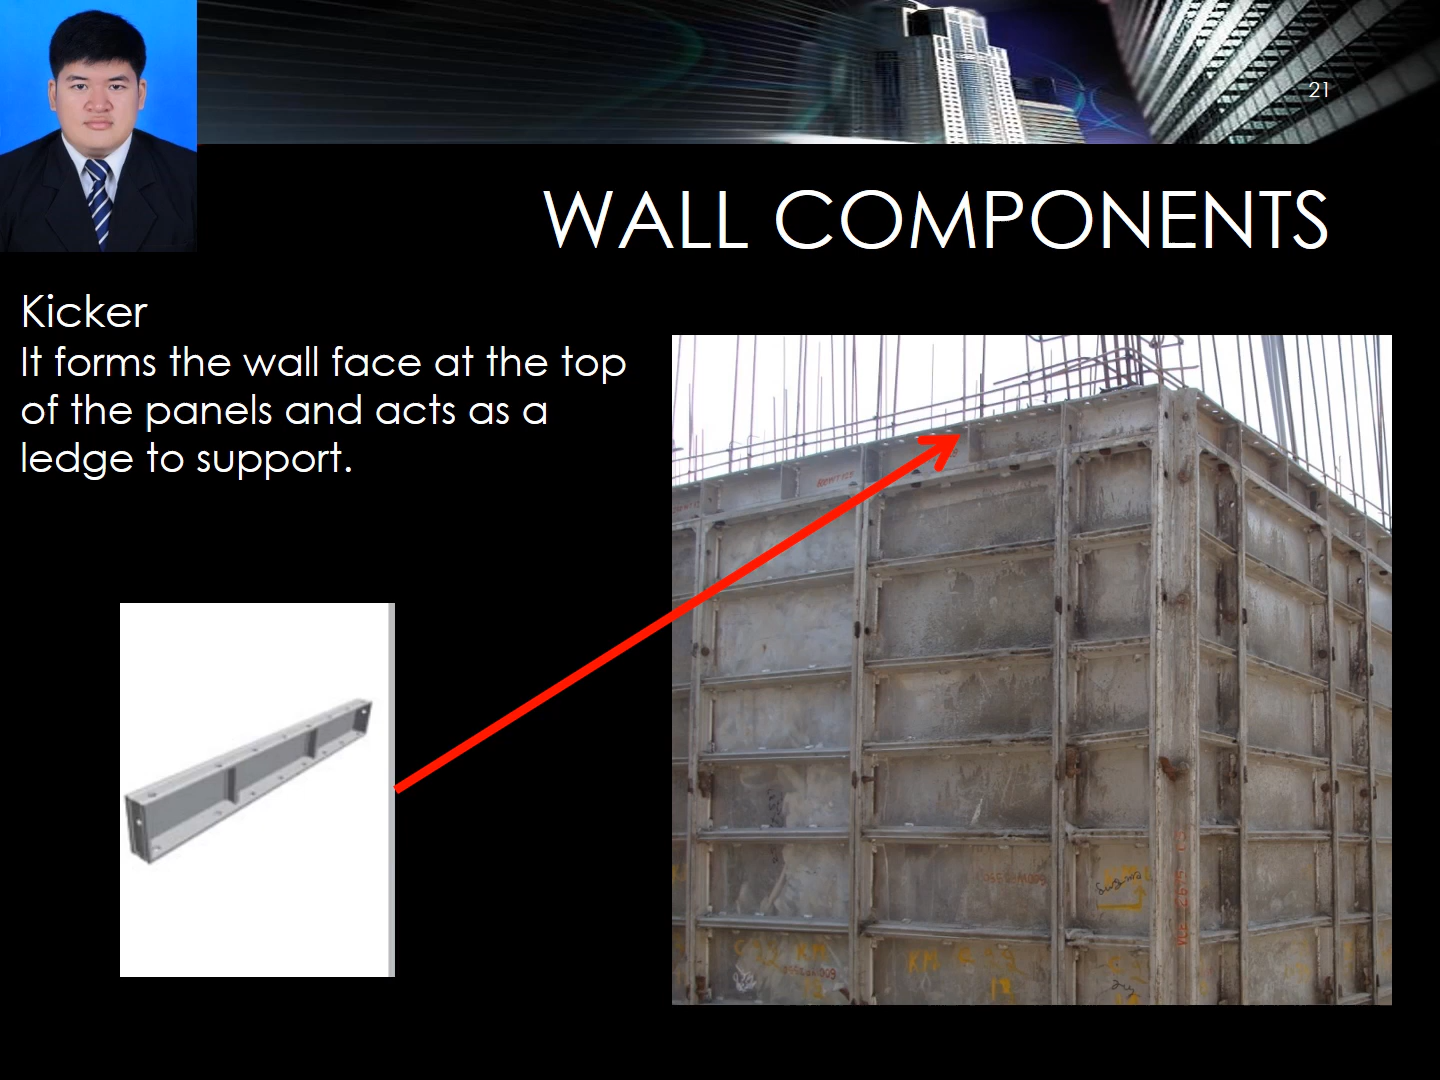 21
WALL COMPONENTS
Kicker
It forms the wall face at the top
of the panels and acts as a
ledge to support.
KM